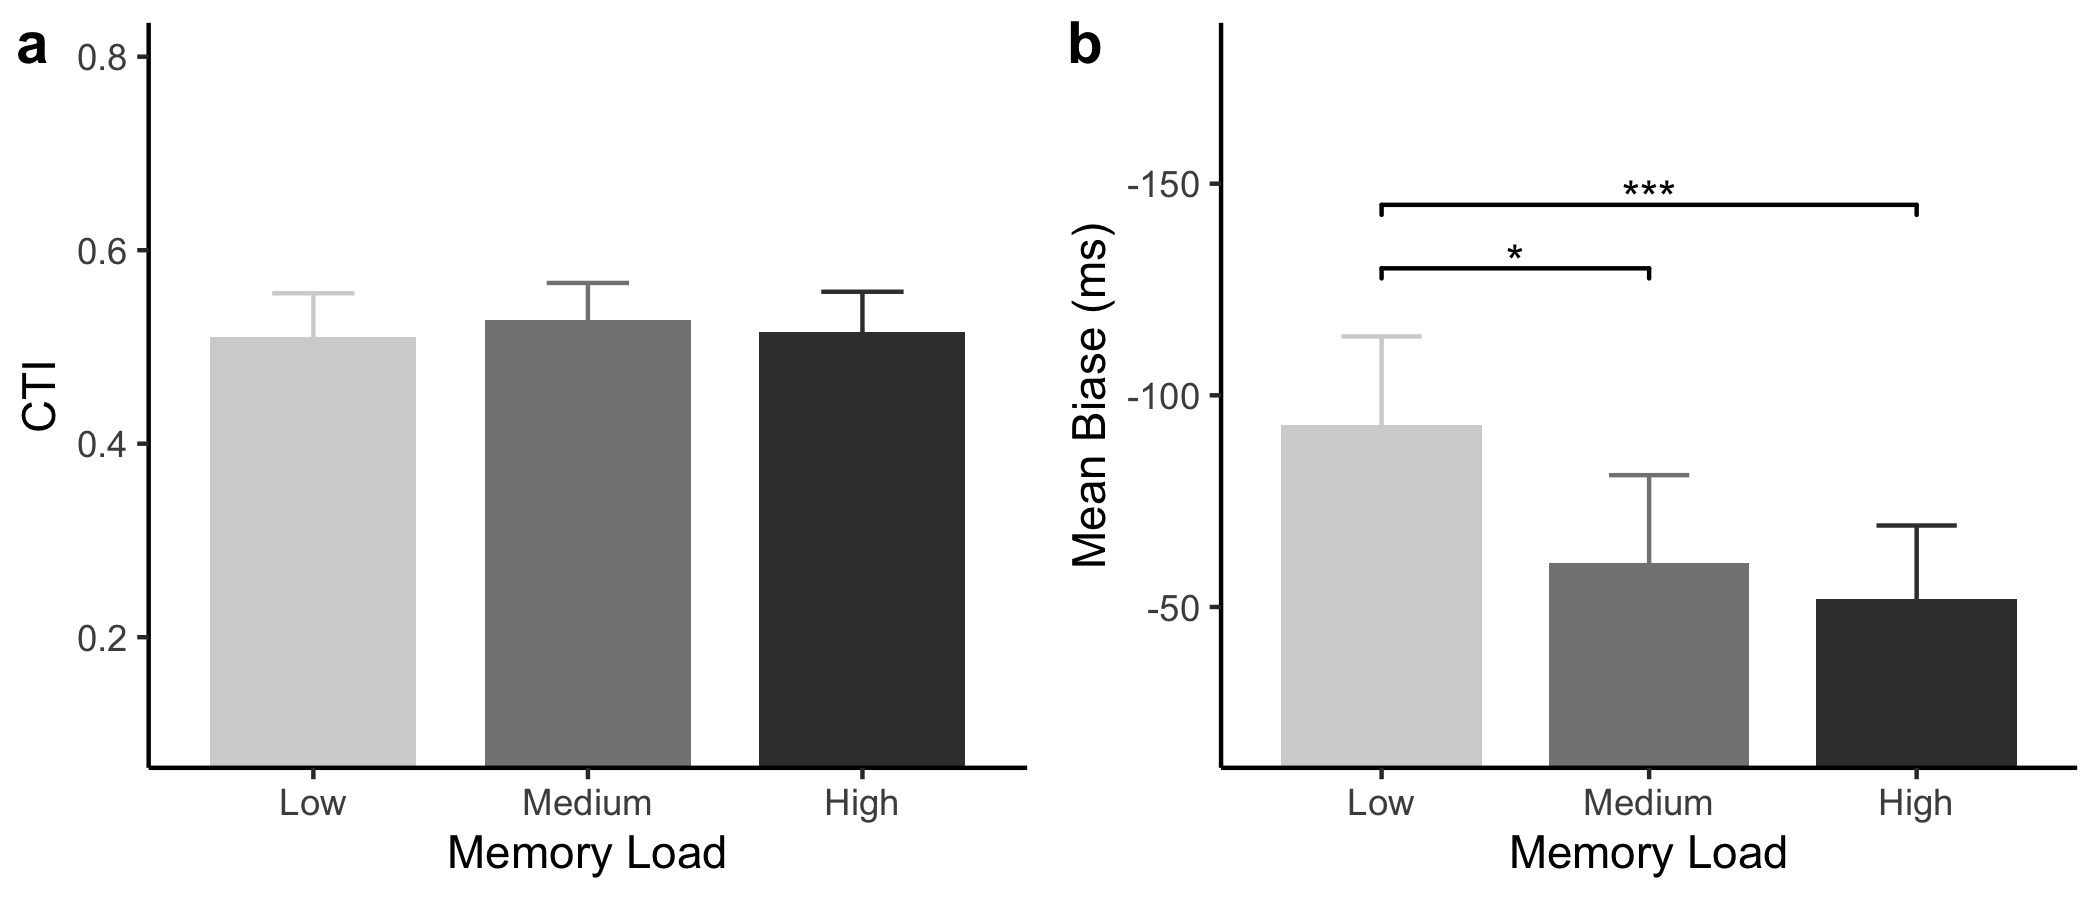 a
0.8
0.6
0.4
0.2
CTI
Low Medium High
Memory Load
b
-150
-100
-50
Mean Biase (ms)
***
*
Low Medium High
Memory Load